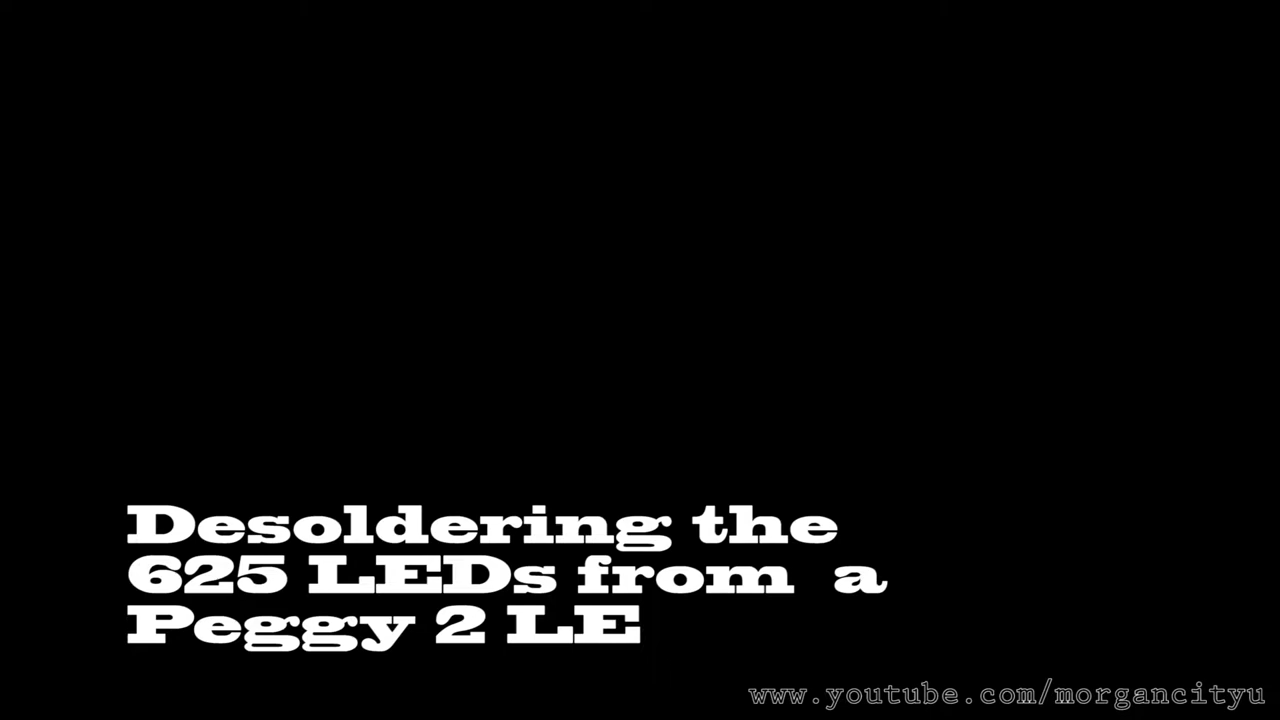 Desoldering the
625 LEDs from a
Peggy 2 LE
www.youtube.com/morgancityu